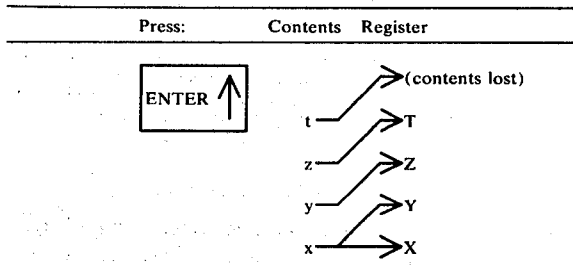 Press: Contents Register
ENTER ↑
(contents lost)
t T
z Z
y Y
x X